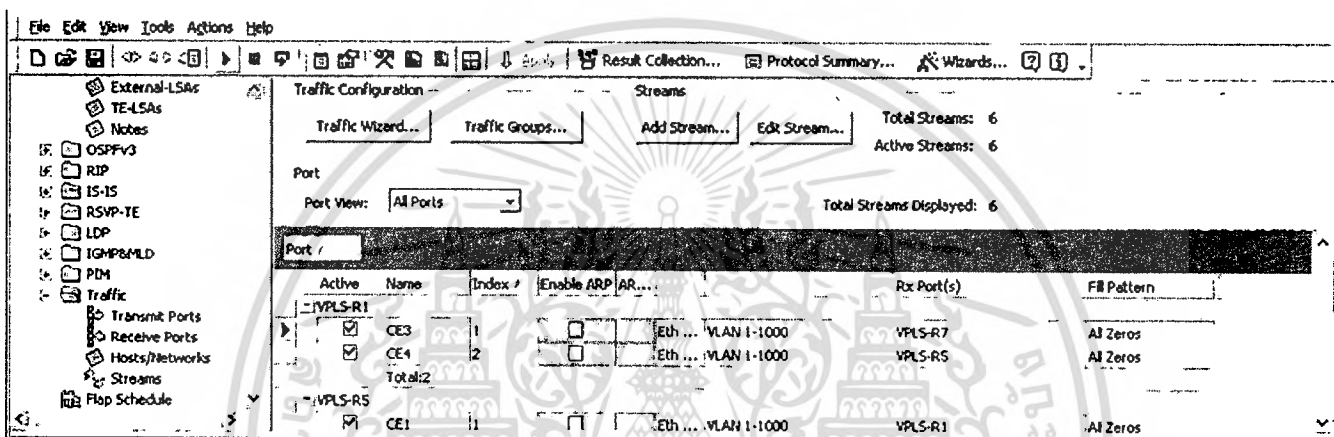 File Edit View Tools Actions Help
Result Collection... Protocol Summary... Wizards...
External-LSAs
TE-LSAs
Notes
OSPFv3
RIP
IS-IS
RSVP-TE
LDP
IGMP&MLD
PIM
Traffic
Transmit Ports
Receive Ports
Hosts/Networks
Streams
Flap Schedule
Traffic Configuration
Streams
Traffic Wizard... Traffic Groups... Add Stream... Edit Stream...
Total Streams: 6
Active Streams: 6
Port
Port View: All Ports
Total Streams Displayed: 6
Port
Active Name Index Enable ARP AR... Rx Port(s) Fill Pattern
VPLS-R1
CE3 1 Eth ... VLAN 1-1000 VPLS-R7 All Zeros
CE4 2 Eth ... VLAN 1-1000 VPLS-R5 All Zeros
Total:2
VPLS-R5
CE1 1 Eth ... VLAN 1-1000 VPLS-R1 All Zeros